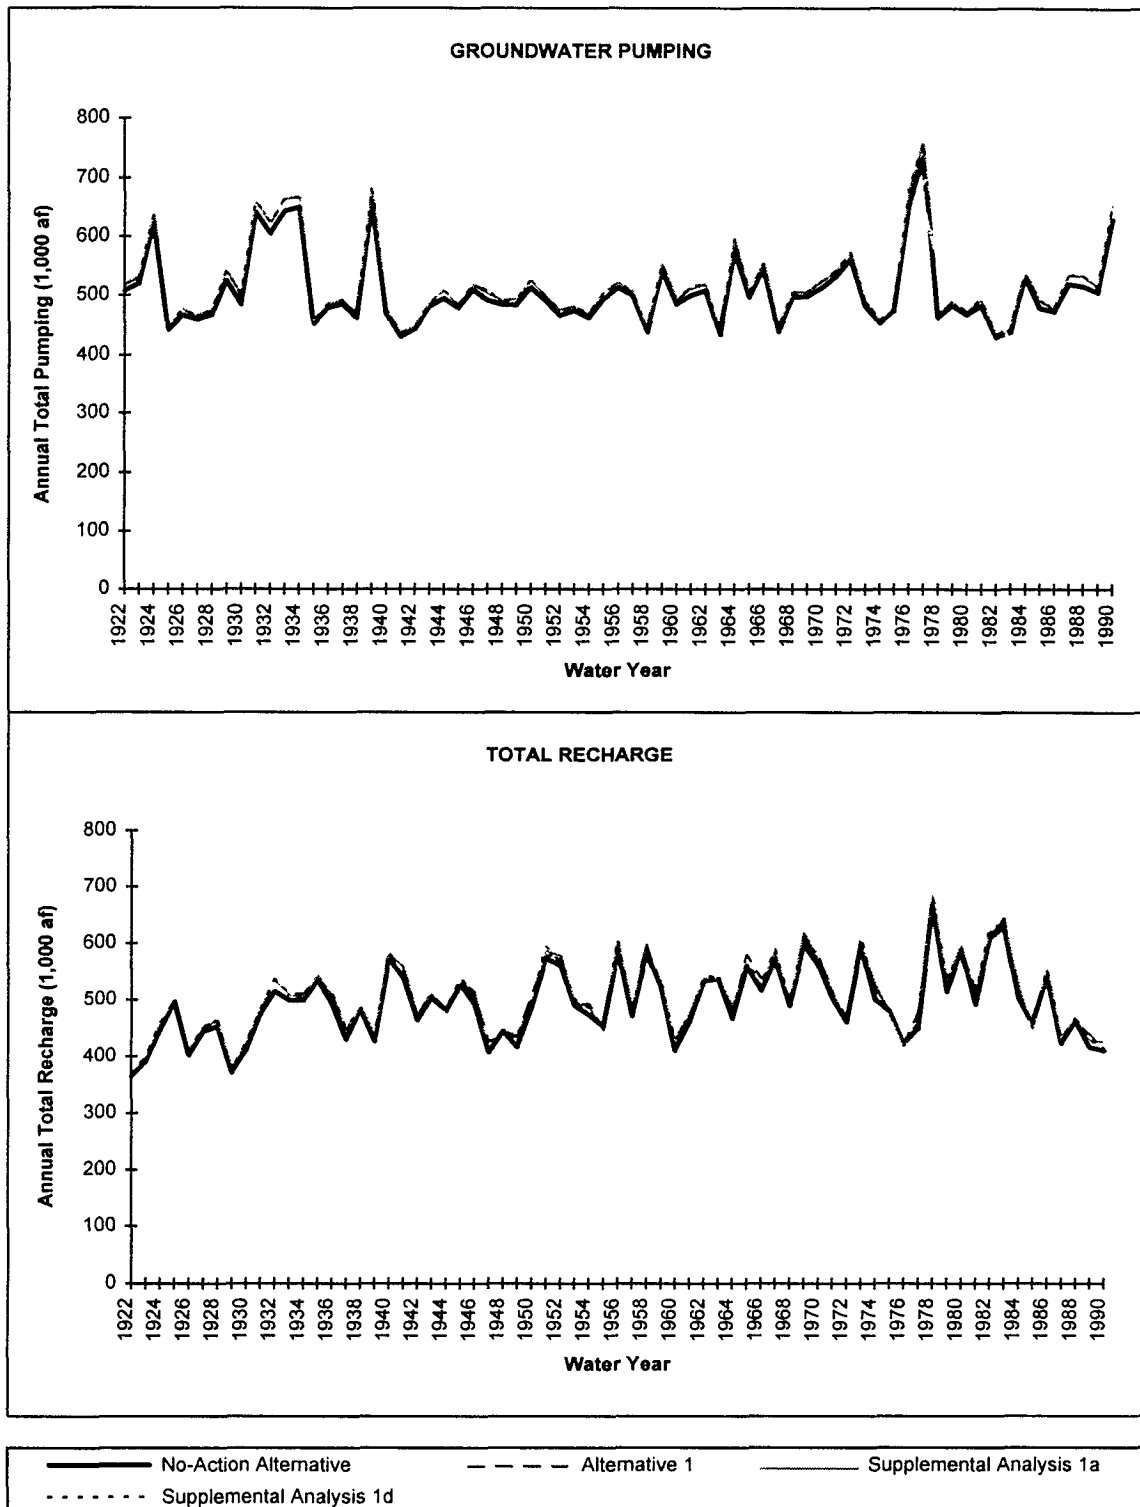 GROUNDWATER PUMPING
Annual Total Pumping (1,000 af)
800
700
600
500
400
300
200
100
0
1922 1924 1926 1928 1930 1932 1934 1936 1938 1940 1942 1944 1946 1948 1950 1952 1954 1956 1958 1960 1962 1964 1966 1968 1970 1972 1974 1976 1978 1980 1982 1984 1986 1988 1990
Water Year
TOTAL RECHARGE
Annual Total Recharge (1,000 af)
800
700
600
500
400
300
200
100
0
1922 1924 1926 1928 1930 1932 1934 1936 1938 1940 1942 1944 1946 1948 1950 1952 1954 1956 1958 1960 1962 1964 1966 1968 1970 1972 1974 1976 1978 1980 1982 1984 1986 1988 1990
Water Year
No-Action Alternative Alternative 1 Supplemental Analysis 1a
Supplemental Analysis 1d